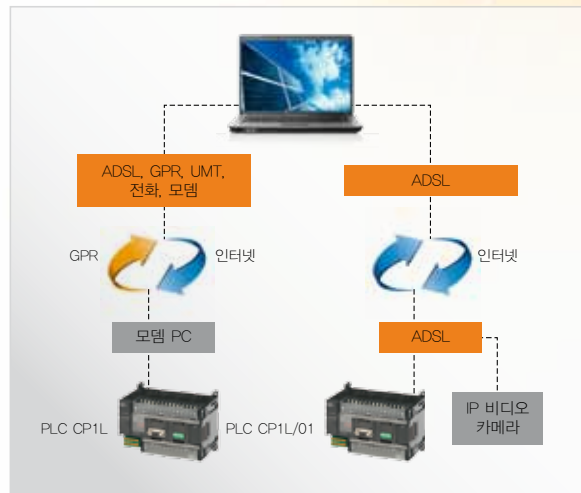 ADSL, GPR, UMT,
전화, 모뎀
ADSL
GPR
인터넷
인터넷
모뎀 PC
ADSL
PLC CP1L
PLC CP1L/01
IP 비디오
카메라